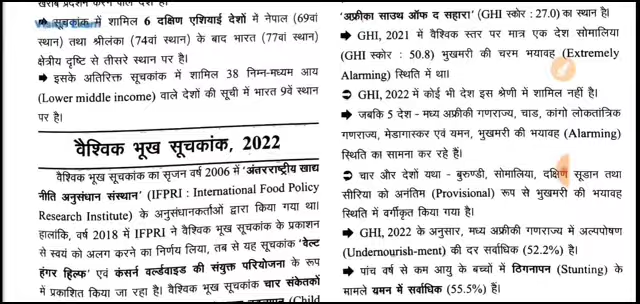 सूचकांक में शामिल 6 दक्षिण एशियाई देशों में नेपाल (69वां
स्थान) तथा श्रीलंका (74वां स्थान) के बाद भारत (77वां स्थान)
क्षेत्रीय दृष्टि से तीसरे स्थान पर है।
➔ इसके अतिरिक्त सूचकांक में शामिल 38 निम्न-मध्यम आय
(Lower middle income) वाले देशों की सूची में भारत 9वें स्थान
पर है।
वैश्विक भूख सूचकांक, 2022
वैश्विक भूख सूचकांक का सृजन वर्ष 2006 में 'अंतरराष्ट्रीय खाद्य
नीति अनुसंधान संस्थान' (IFPRI : International Food Policy
Research Institute) के अनुसंधानकर्ताओं द्वारा किया गया था।
हालांकि, वर्ष 2018 में IFPRI ने वैश्विक भूख सूचकांक के प्रकाशन
से स्वयं को अलग करने का निर्णय लिया, तब से यह सूचकांक 'वेल्ट
हंगर हिल्फ' एवं कंसर्न वर्ल्डवाइड की संयुक्त परियोजना के रूप
में प्रकाशित किया जा रहा है। वैश्विक भूख सूचकांक चार संकेतकों
(Child
'अफ्रीका साउथ ऑफ द सहारा' (GHI स्कोर : 27.0) का स्थान है।
➔ GHI, 2021 में वैश्विक स्तर पर मात्र एक देश सोमालिया
(GHI स्कोर : 50.8) भुखमरी की चरम भयावह (Extremely
Alarming) स्थिति में था।
➲ GHI, 2022 में कोई भी देश इस श्रेणी में शामिल नहीं है।
➔ जबकि 5 देश - मध्य अफ्रीकी गणराज्य, चाड, कांगो लोकतांत्रिक
गणराज्य, मेडागास्कर एवं यमन, भुखमरी की भयावह (Alarming)
स्थिति का सामना कर रहे हैं।
➲ चार और देशों यथा - बुरुण्डी, सोमालिया, दक्षिण सूडान तथा
सीरिया को अनंतिम (Provisional) रूप से भुखमरी की भयावह
स्थिति में वर्गीकृत किया गया है।
➔ GHI, 2022 के अनुसार, मध्य अफ्रीकी गणराज्य में अल्पपोषण
(Undernourish-ment) की दर सर्वाधिक (52.2%) है।
➔ पांच वर्ष से कम आयु के बच्चों में ठिगनापन (Stunting) के
मामले यमन में सर्वाधिक (55.5%) हैं।